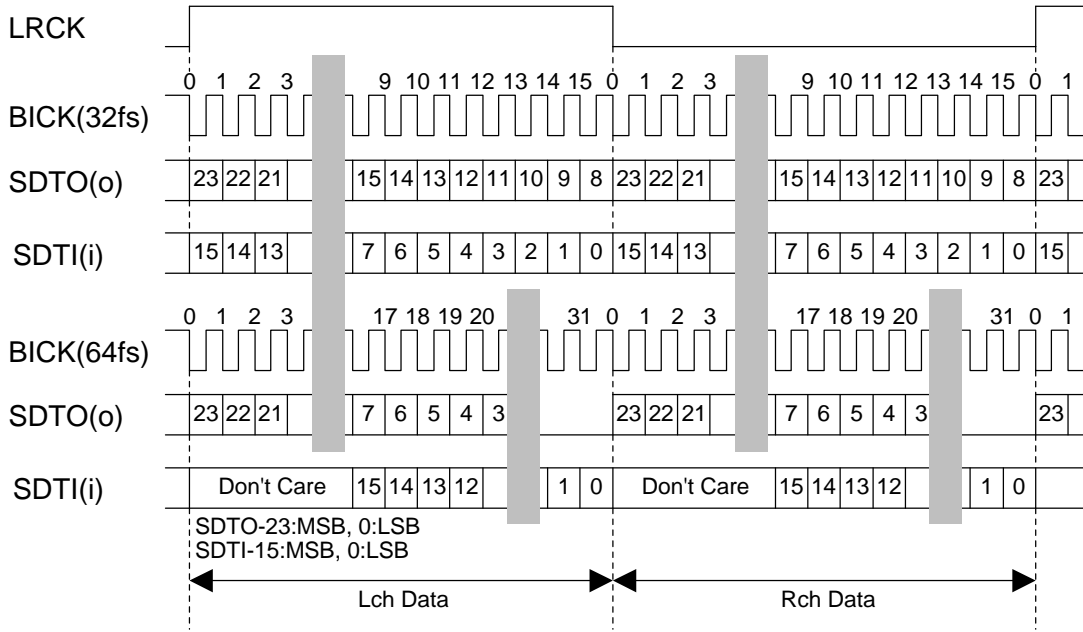 LRCK
0 1 2 3 9 10 11 12 13 14 15 0 1 2 3 9 10 11 12 13 14 15 0 1
BICK(32fs)
SDTO(o) 23 22 21 15 14 13 12 11 10 9 8 23 22 21 15 14 13 12 11 10 9 8 23
SDTI(i) 15 14 13 7 6 5 4 3 2 1 0 15 14 13 7 6 5 4 3 2 1 0 15
0 1 2 3 17 18 19 20 31 0 1 2 3 17 18 19 20 31 0 1
BICK(64fs)
SDTO(o) 23 22 21 7 6 5 4 3 23 22 21 7 6 5 4 3 23
SDTI(i) Don't Care 15 14 13 12 1 0 Don't Care 15 14 13 12 1 0
SDTO-23:MSB, 0:LSB
SDTI-15:MSB, 0:LSB
Lch Data Rch Data